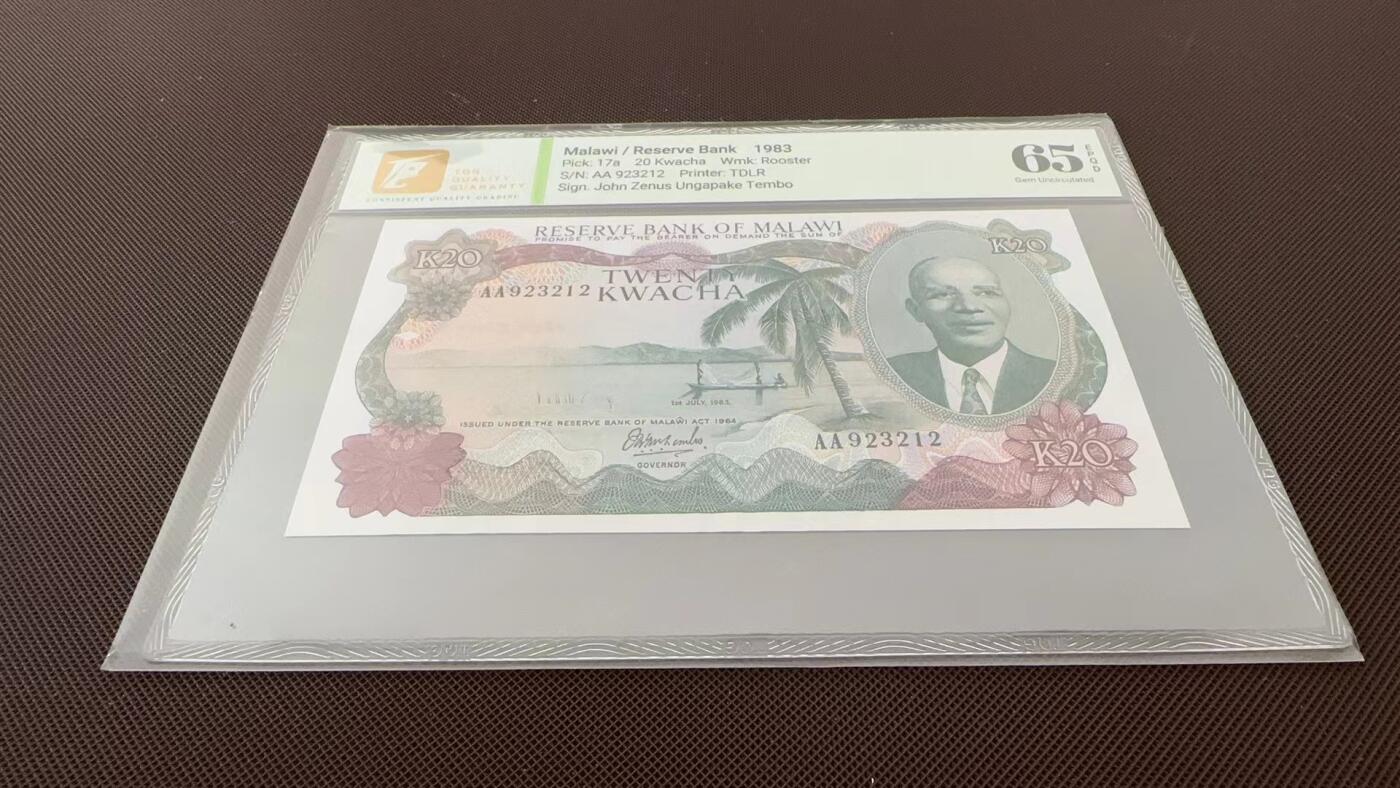 TQG
QUALITY
GUARANTY
CONSISTENT QUALITY GRADING
Malawi / Reserve Bank 1983
Pick: 17a 20 Kwacha Wmk: Rooster
S/N: AA 923212 Printer: TDLR
Sign. John Zenus Ungapake Tembo
65
EPQD
Gem Uncirculated
RESERVE BANK OF MALAWI
PROMISE TO PAY THE BEARER ON DEMAND THE SUM OF
K20
K20
TWENTY
KWACHA
AA923212
1st JULY, 1983.
ISSUED UNDER THE RESERVE BANK OF MALAWI ACT 1964
GOVERNOR
AA923212
K20